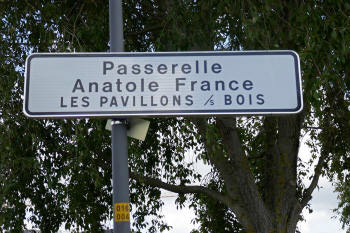 Passerelle
Anatole France
LES PAVILLONS /s BOIS